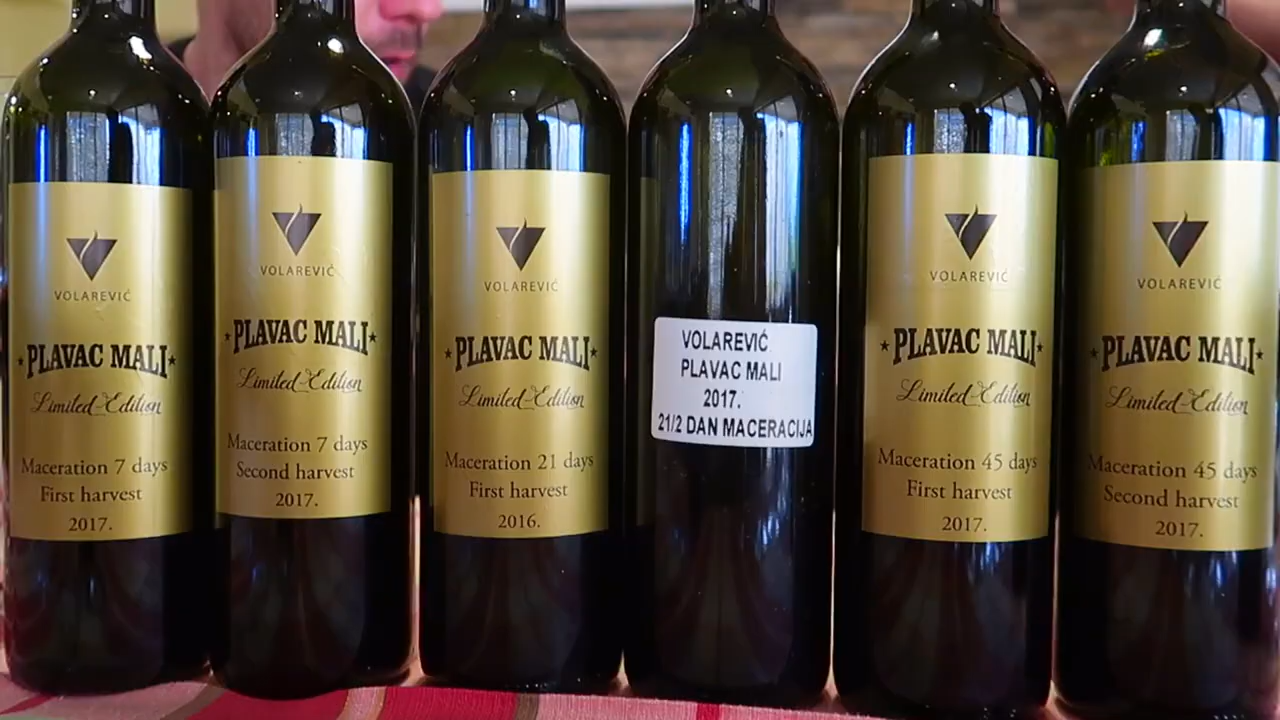 VOLAREVIĆ
PLAVAC MALI
Limited Edition
Maceration 7 days
First harvest
2017.
VOLAREVIĆ
PLAVAC MALI
Limited Edition
Maceration 7 days
Second harvest
2017.
VOLAREVIĆ
PLAVAC MALI
Limited Edition
Maceration 21 days
First harvest
2016.
VOLAREVIĆ
PLAVAC MALI
2017.
21/2 DAN MACERACIJA
VOLAREVIĆ
PLAVAC MALI
Limited Edition
Maceration 45 days
First harvest
2017.
VOLAREVIĆ
PLAVAC MALI
Limited Edition
Maceration 45 days
Second harvest
2017.